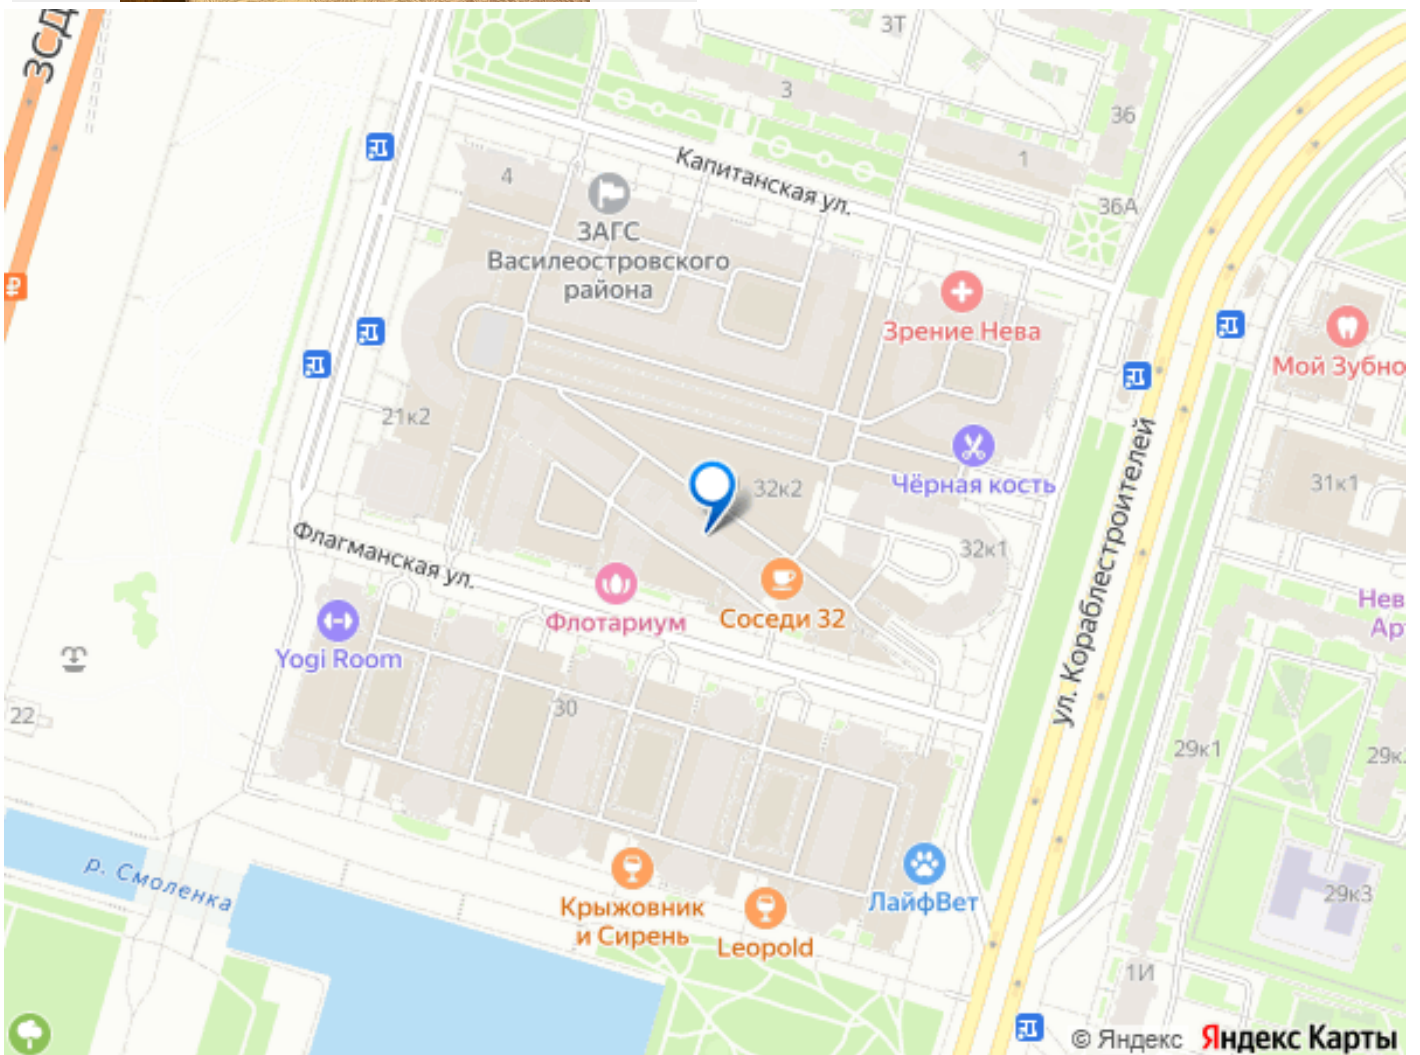 ЗСД
3Т
3
36
1
Капитанская ул.
4
36А
ЗАГС
Василеостровского
района
Зрение Нева
Мой Зубно
21к2
Чёрная кость
32к2
31к1
ул. Кораблестроителей
Флагманская ул.
32к1
Флотариум
Соседи 32
Нев
Ар
Yogi Room
30
22
29к1
29к
р. Смоленка
ЛайфВет
29к3
Крыжовник
и Сирень
Leopold
1И
© Яндекс Яндекс Карты